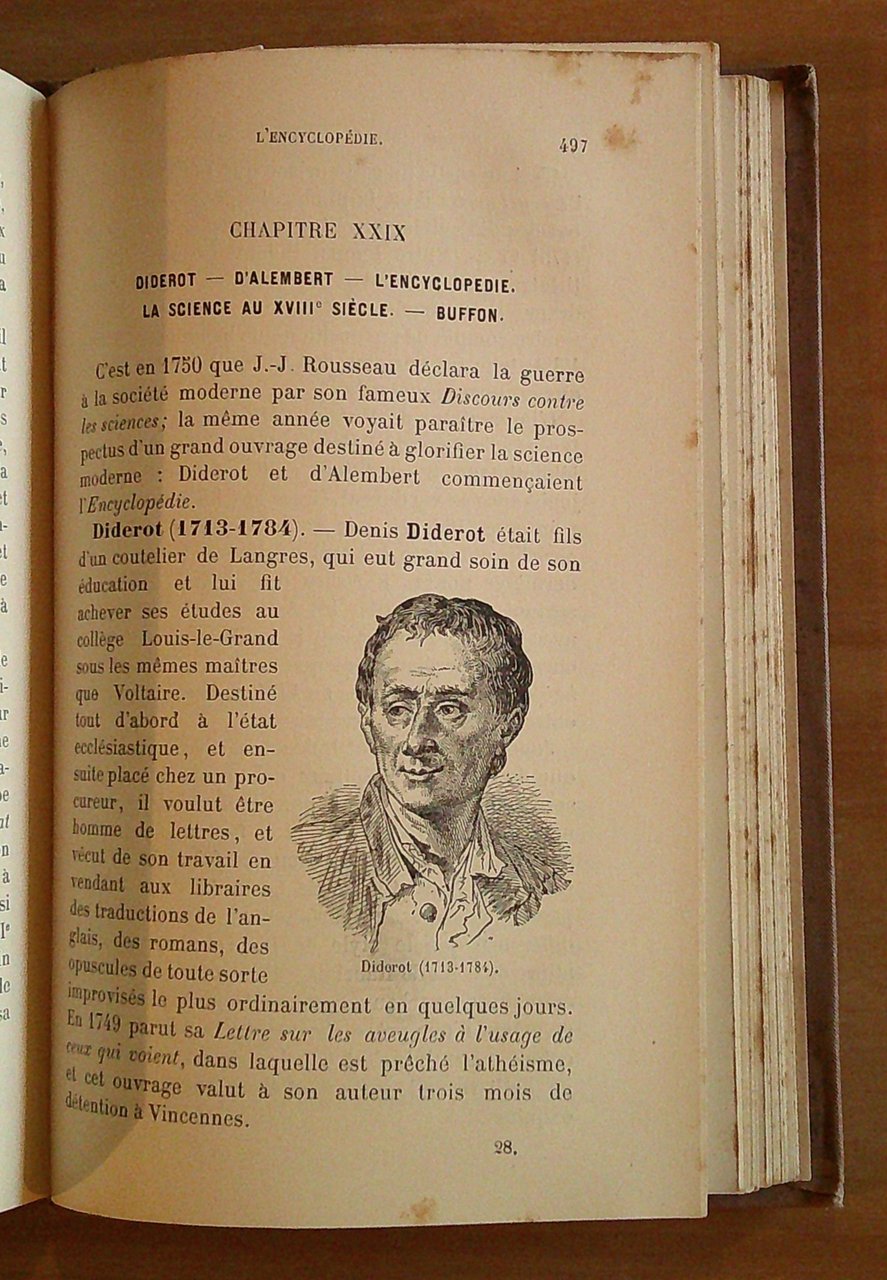 L'ENCYCLOPÉDIE.
497
CHAPITRE XXIX
DIDEROT — D'ALEMBERT — L'ENCYCLOPEDIE.
LA SCIENCE AU XVIIIe SIÈCLE. — BUFFON.
C'est en 1750 que J.-J. Rousseau déclara la guerre
à la société moderne par son fameux Discours contre
les sciences; la même année voyait paraître le pros-
pectus d'un grand ouvrage destiné à glorifier la science
moderne : Diderot et d'Alembert commençaient
l'Encyclopédie.
Diderot (1713-1784). — Denis Diderot était fils
d'un coutelier de Langres, qui eut grand soin de son
éducation et lui fit
achever ses études au
collège Louis-le-Grand
sous les mêmes maîtres
que Voltaire. Destiné
tout d'abord à l'état
ecclésiastique, et en-
suite placé chez un pro-
cureur, il voulut être
homme de lettres, et
vécut de son travail en
vendant aux libraires
des traductions de l'an-
glais, des romans, des
opuscules de toute sorte
improvisés le plus ordinairement en quelques jours.
En 1749 parut sa Lettre sur les aveugles à l'usage de
ceux qui voient, dans laquelle est prêché l'athéisme,
et cet ouvrage valut à son auteur trois mois de
détention à Vincennes.
Diderot (1713-1784).
28.